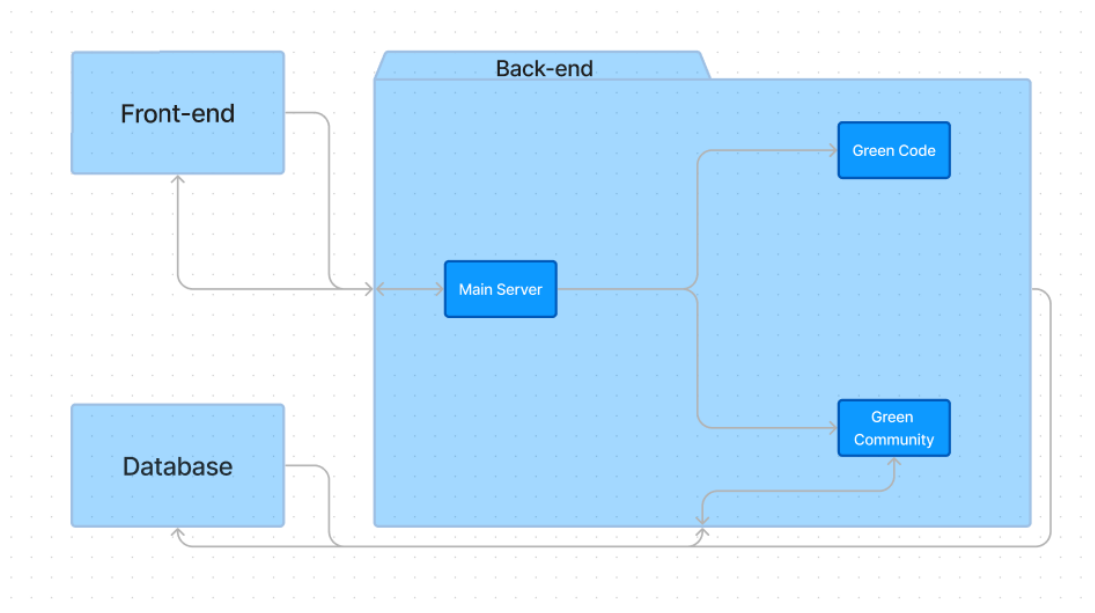 Back-end
Front-end
Green Code
Main Server
Green
Community
Database